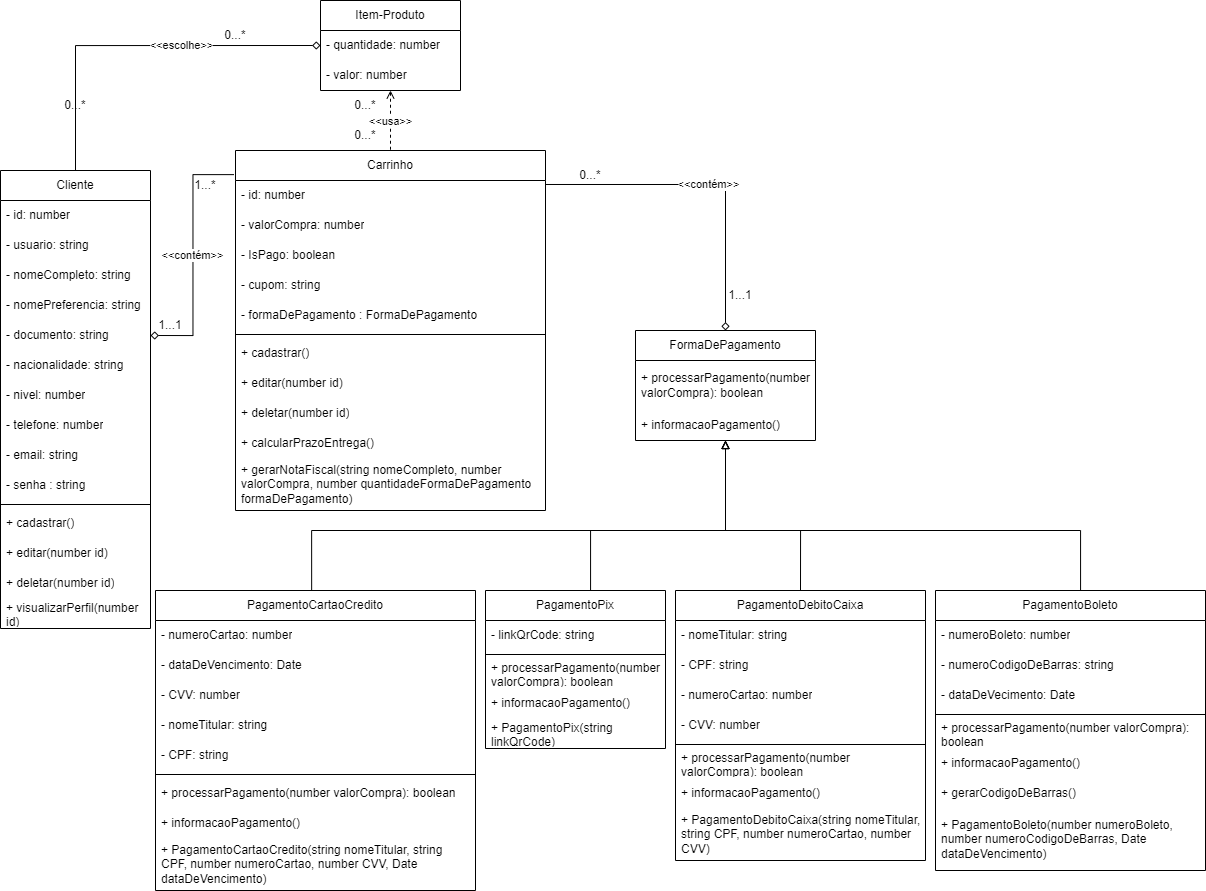 Item-Produto
- quantidade: number
- valor: number
0...*
<<escolhe>>
0...*
0...*
<<usa>>
0...*
Cliente
- id: number
- usuario: string
- nomeCompleto: string
- nomePreferencia: string
- documento: string
- nacionalidade: string
- nivel: number
- telefone: number
- email: string
- senha : string
+ cadastrar()
+ editar(number id)
+ deletar(number id)
+ visualizarPerfil(number
id)
1...*
<<contém>>
1...1
Carrinho
- id: number
- valorCompra: number
- IsPago: boolean
- cupom: string
- formaDePagamento : FormaDePagamento
+ cadastrar()
+ editar(number id)
+ deletar(number id)
+ calcularPrazoEntrega()
+ gerarNotaFiscal(string nomeCompleto, number
valorCompra, number quantidadeFormaDePagamento
formaDePagamento)
0...*
<<contém>>
1...1
FormaDePagamento
+ processarPagamento(number
valorCompra): boolean
+ informacaoPagamento()
PagamentoCartaoCredito
- numeroCartao: number
- dataDeVencimento: Date
- CVV: number
- nomeTitular: string
- CPF: string
+ processarPagamento(number valorCompra): boolean
+ informacaoPagamento()
+ PagamentoCartaoCredito(string nomeTitular, string
CPF, number numeroCartao, number CVV, Date
dataDeVencimento)
PagamentoPix
- linkQrCode: string
+ processarPagamento(number
valorCompra): boolean
+ informacaoPagamento()
+ PagamentoPix(string
linkQrCode)
PagamentoDebitoCaixa
- nomeTitular: string
- CPF: string
- numeroCartao: number
- CVV: number
+ processarPagamento(number
valorCompra): boolean
+ informacaoPagamento()
+ PagamentoDebitoCaixa(string nomeTitular,
string CPF, number numeroCartao, number
CVV)
PagamentoBoleto
- numeroBoleto: number
- numeroCodigoDeBarras: string
- dataDeVecimento: Date
+ processarPagamento(number valorCompra):
boolean
+ informacaoPagamento()
+ gerarCodigoDeBarras()
+ PagamentoBoleto(number numeroBoleto,
number numeroCodigoDeBarras, Date
dataDeVencimento)